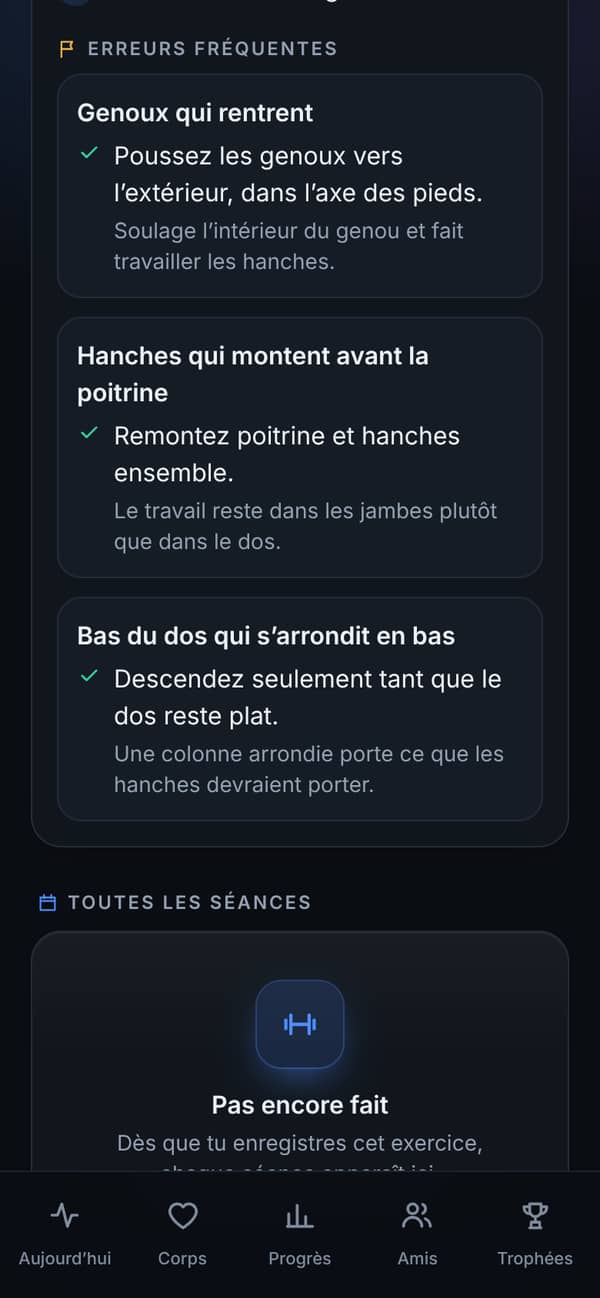 ERREURS FRÉQUENTES
Genoux qui rentrent
Poussez les genoux vers
l’extérieur, dans l’axe des pieds.
Soulage l’intérieur du genou et fait
travailler les hanches.
Hanches qui montent avant la
poitrine
Remontez poitrine et hanches
ensemble.
Le travail reste dans les jambes plutôt
que dans le dos.
Bas du dos qui s’arrondit en bas
Descendez seulement tant que le
dos reste plat.
Une colonne arrondie porte ce que les
hanches devraient porter.
TOUTES LES SÉANCES
Pas encore fait
Dès que tu enregistres cet exercice,
chaque séance apparaît ici.
Aujourd’hui
Corps
Progrès
Amis
Trophées